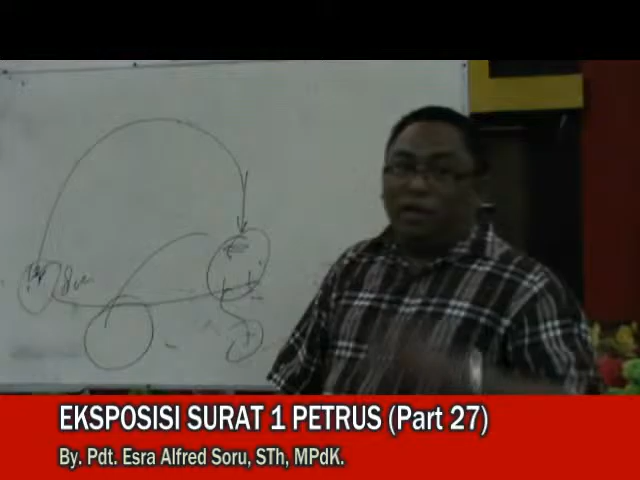 EKSPOSISI SURAT 1 PETRUS (Part 27)
By. Pdt. Esra Alfred Soru, STh, MPdK.